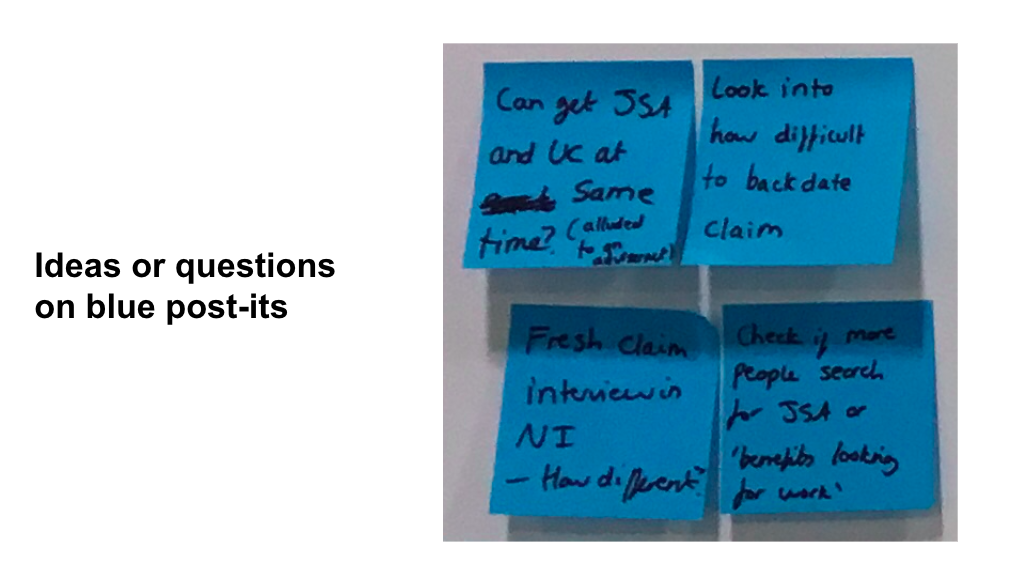 Ideas or questions
on blue post-its
Can get JSA
and UC at
Same
time? (alluded
to an
Look into
how difficult
to backdate
claim
Fresh claim
interview in
NI
– How different?
Check if more
people search
for JSA or
'benefits looking
for work'